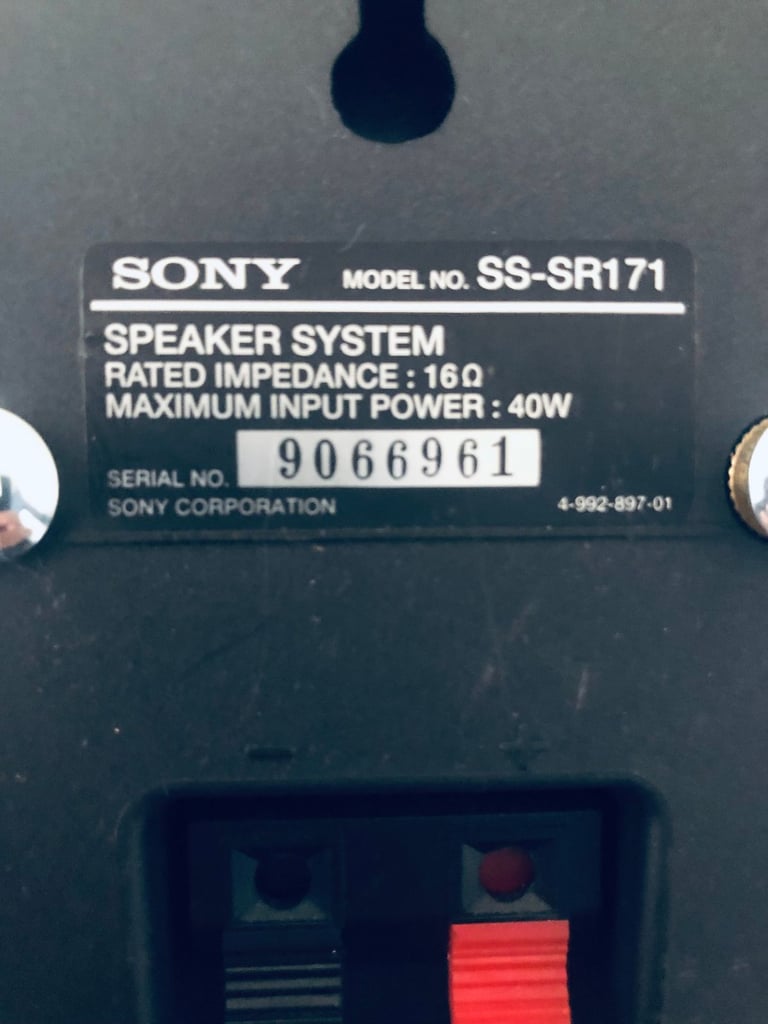 SONY MODEL NO. SS-SR171
SPEAKER SYSTEM
RATED IMPEDANCE : 16Ω
MAXIMUM INPUT POWER : 40W
SERIAL NO. 9066961
SONY CORPORATION 4-992-897-01
− +